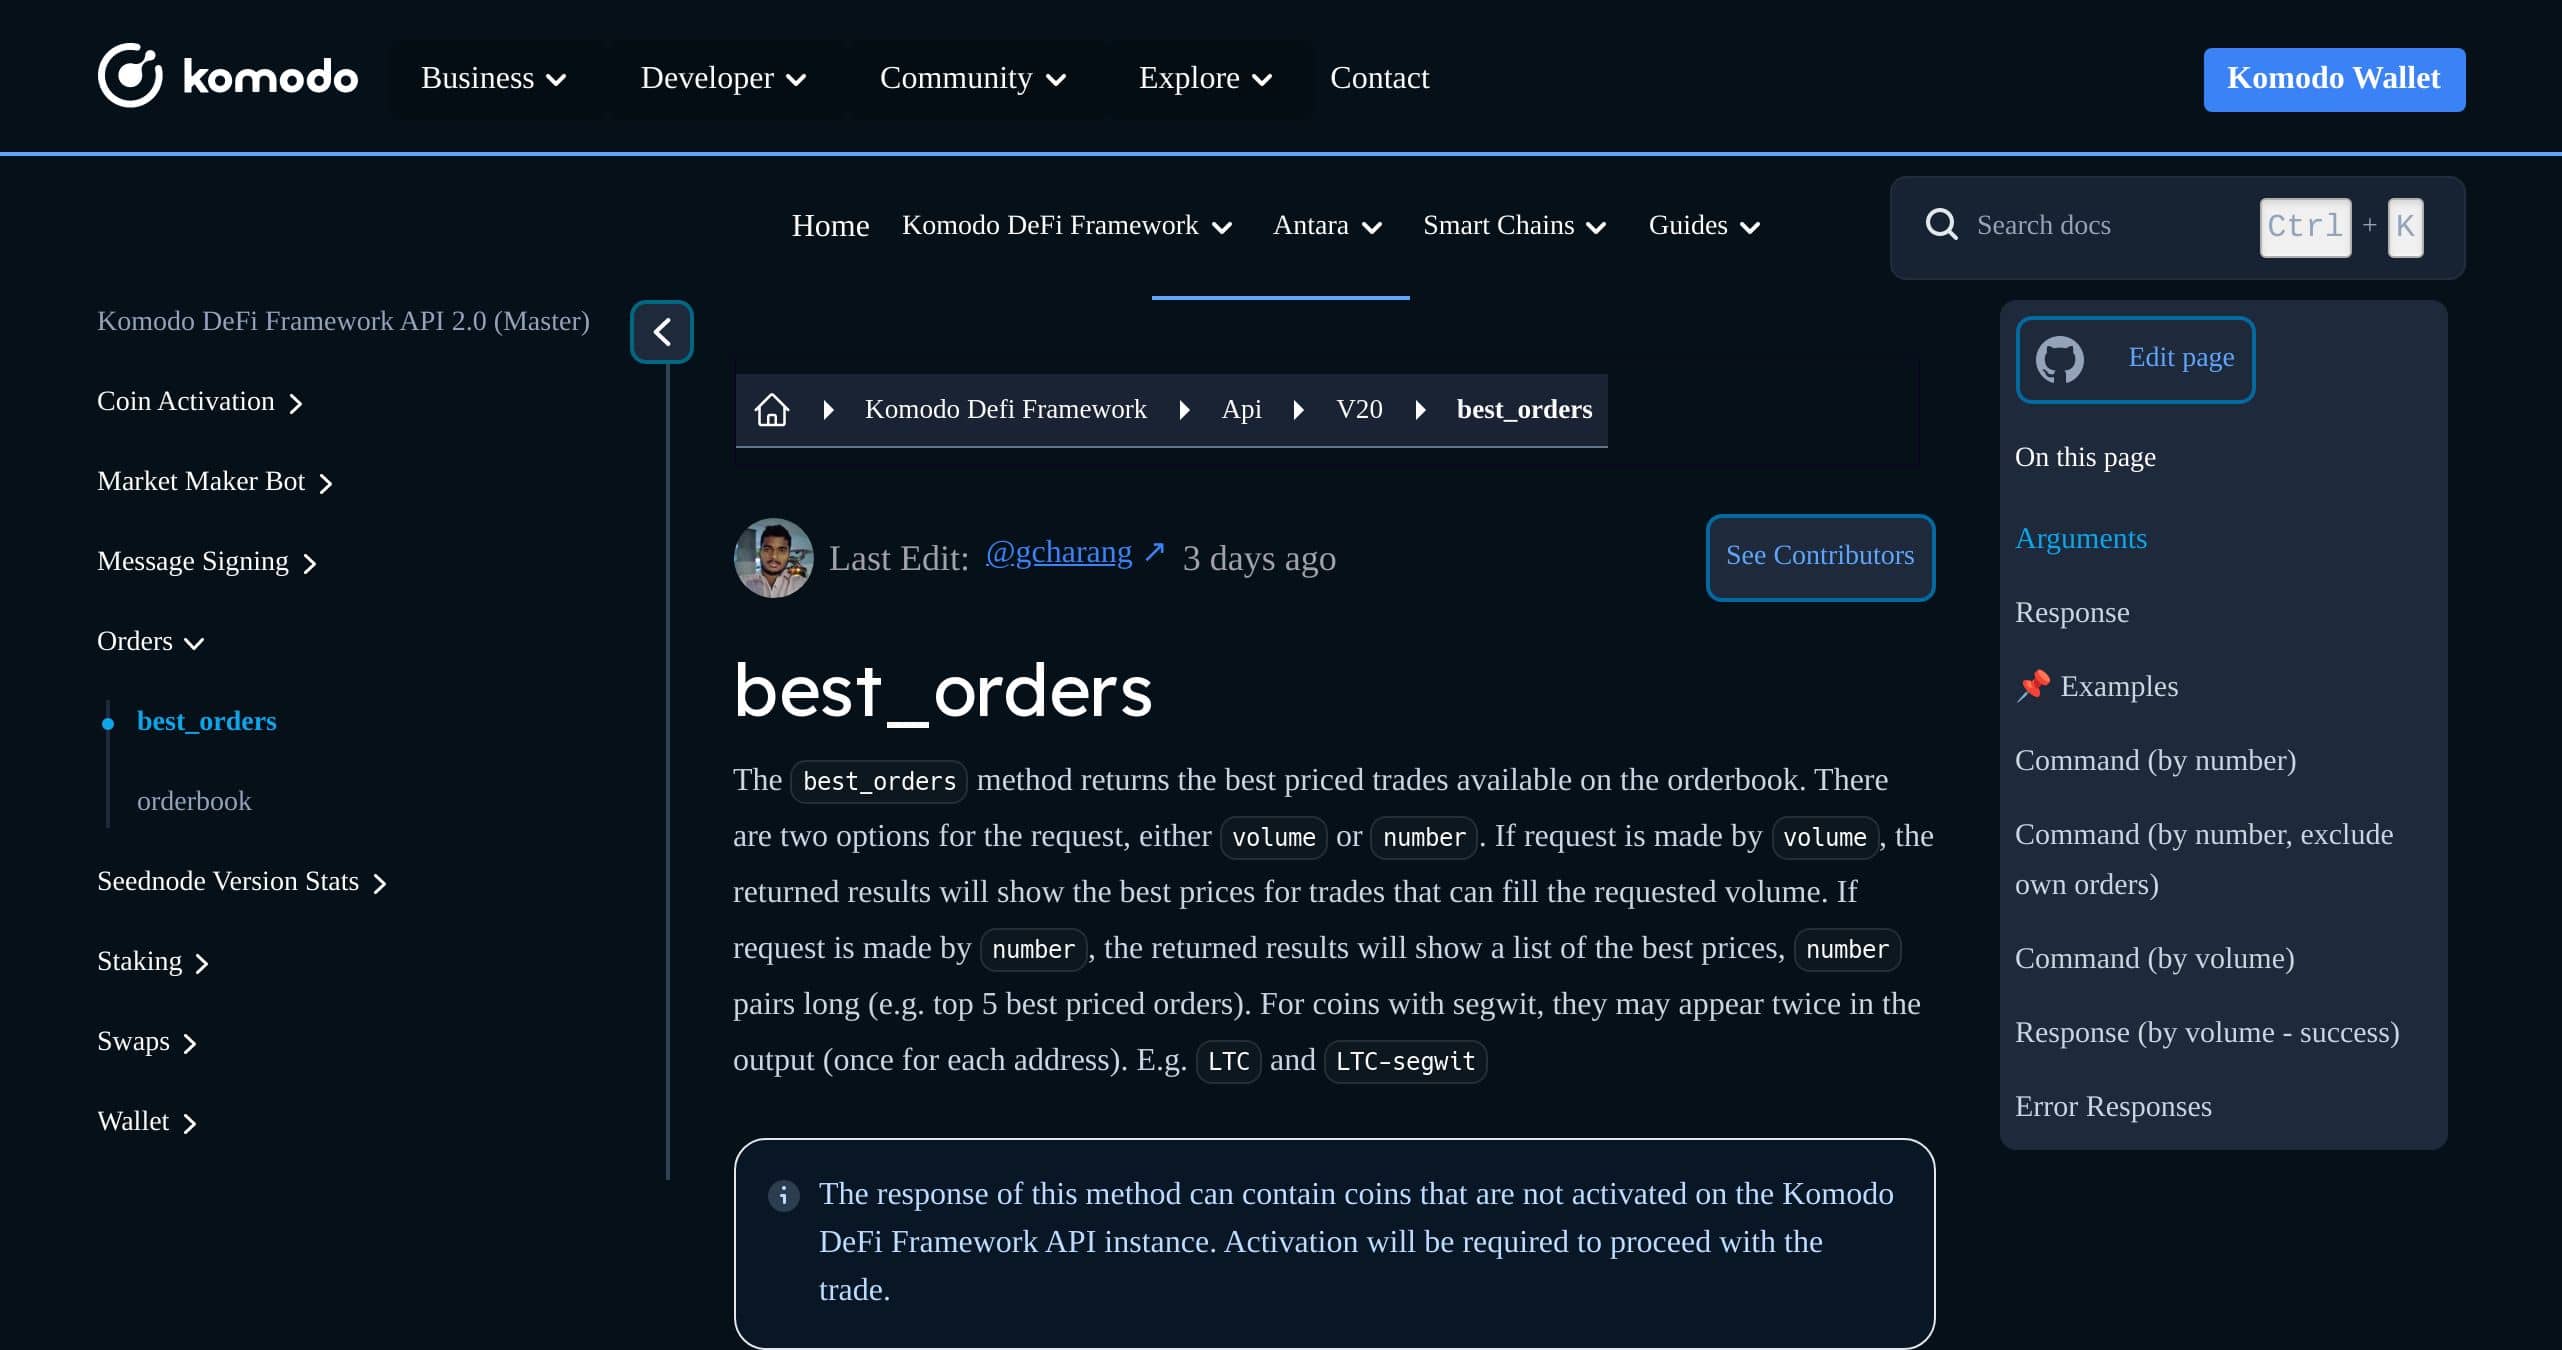 komodo
Business
Developer
Community
Explore
Contact
Komodo Wallet
Home
Komodo DeFi Framework
Antara
Smart Chains
Guides
Search docs
Ctrl + K
Komodo DeFi Framework API 2.0 (Master)
Coin Activation
Market Maker Bot
Message Signing
Orders
best_orders
orderbook
Seednode Version Stats
Staking
Swaps
Wallet
Komodo Defi Framework
Api
V20
best_orders
Last Edit: @gcharang ↗ 3 days ago
See Contributors
best_orders
The best_orders method returns the best priced trades available on the orderbook. There
are two options for the request, either volume or number. If request is made by volume, the
returned results will show the best prices for trades that can fill the requested volume. If
request is made by number, the returned results will show a list of the best prices, number
pairs long (e.g. top 5 best priced orders). For coins with segwit, they may appear twice in the
output (once for each address). E.g. LTC and LTC-segwit
The response of this method can contain coins that are not activated on the Komodo
DeFi Framework API instance. Activation will be required to proceed with the
trade.
Edit page
On this page
Arguments
Response
📌 Examples
Command (by number)
Command (by number, exclude
own orders)
Command (by volume)
Response (by volume - success)
Error Responses